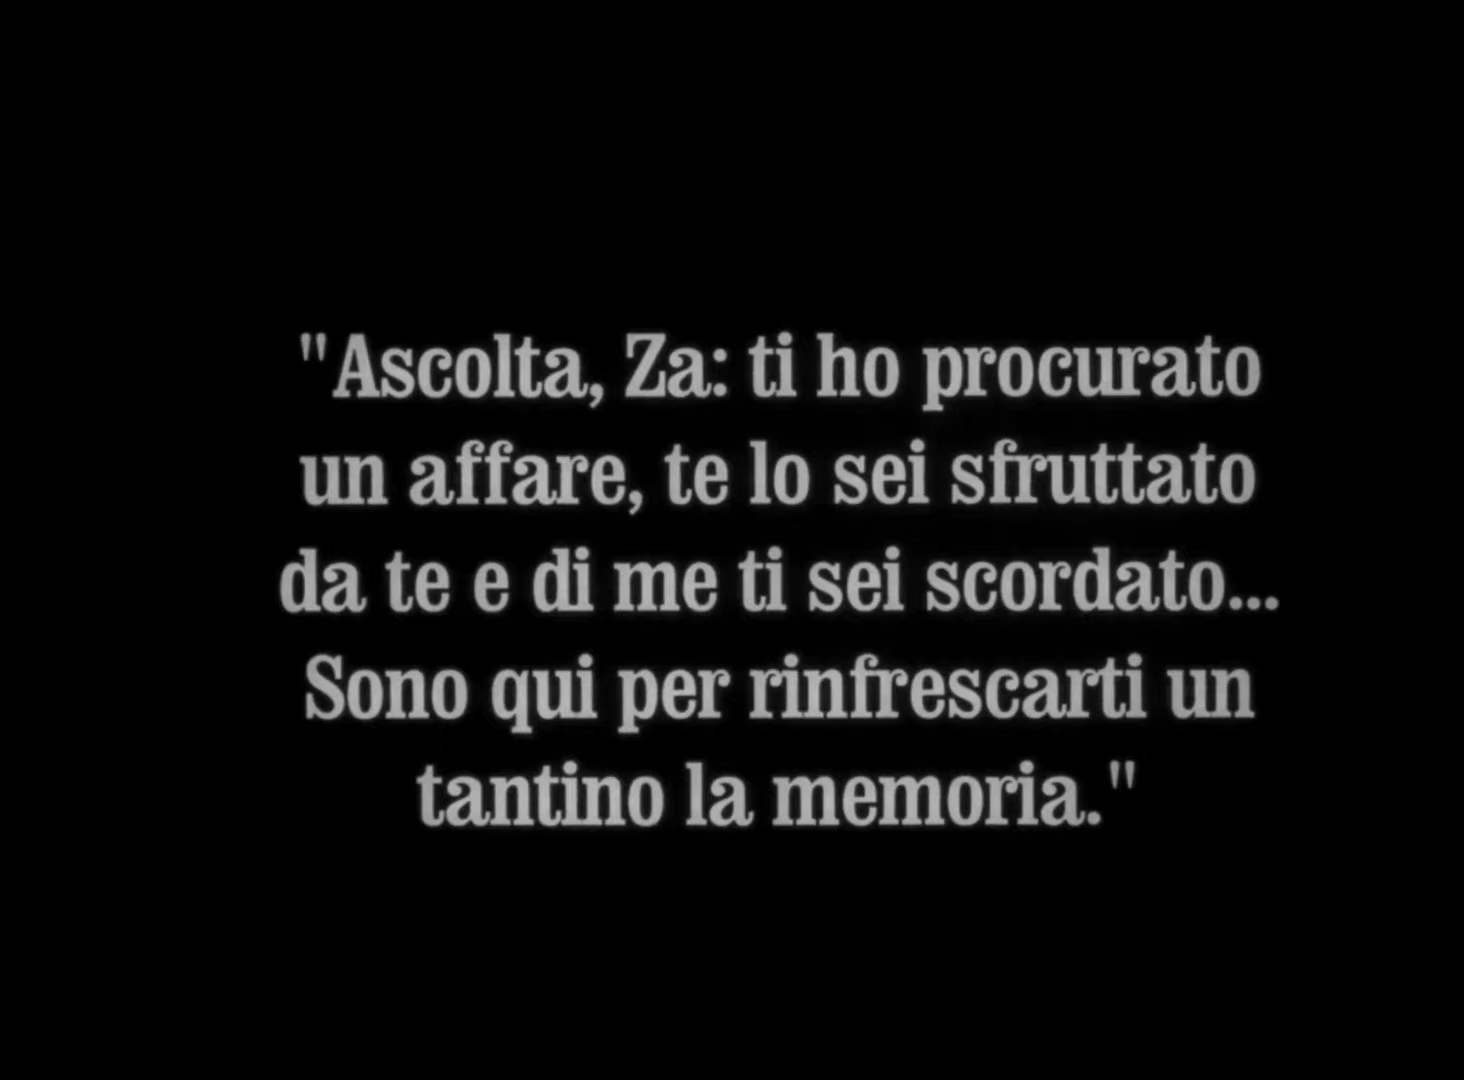 "Ascolta, Za: ti ho procurato
un affare, te lo sei sfruttato
da te e di me ti sei scordato...
Sono qui per rinfrescarti un
tantino la memoria."